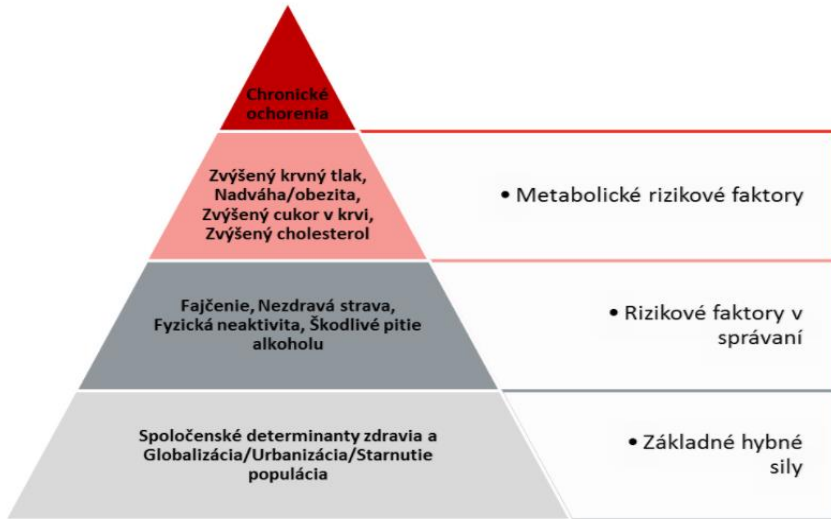 Chronické
ochorenia
Zvýšený krvný tlak,
Nadváha/obezita,
Zvýšený cukor v krvi,
Zvýšený cholesterol
• Metabolické rizikové faktory
Fajčenie, Nezdravá strava,
Fyzická neaktivita, Škodlivé pitie
alkoholu
• Rizikové faktory v
správaní
Spoločenské determinanty zdravia a
Globalizácia/Urbanizácia/Starnutie
populácia
• Základné hybné
sily